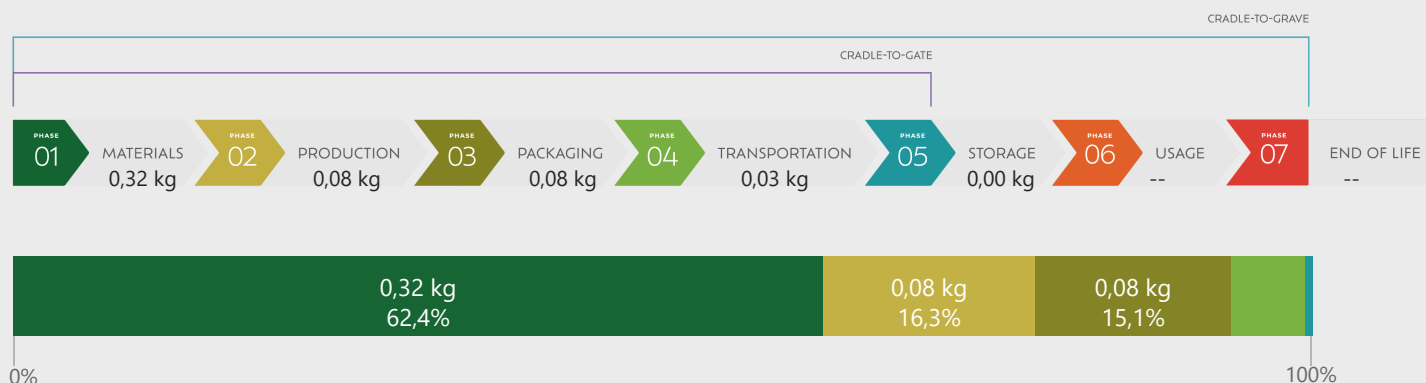 CRADLE-TO-GRAVE
CRADLE-TO-GATE
PHASE
01
MATERIALS
0,32 kg
PHASE
02
PRODUCTION
0,08 kg
PHASE
03
PACKAGING
0,08 kg
PHASE
04
TRANSPORTATION
0,03 kg
PHASE
05
STORAGE
0,00 kg
PHASE
06
USAGE
--
PHASE
07
END OF LIFE
--
0,32 kg
62,4%
0,08 kg
16,3%
0,08 kg
15,1%
0%
100%